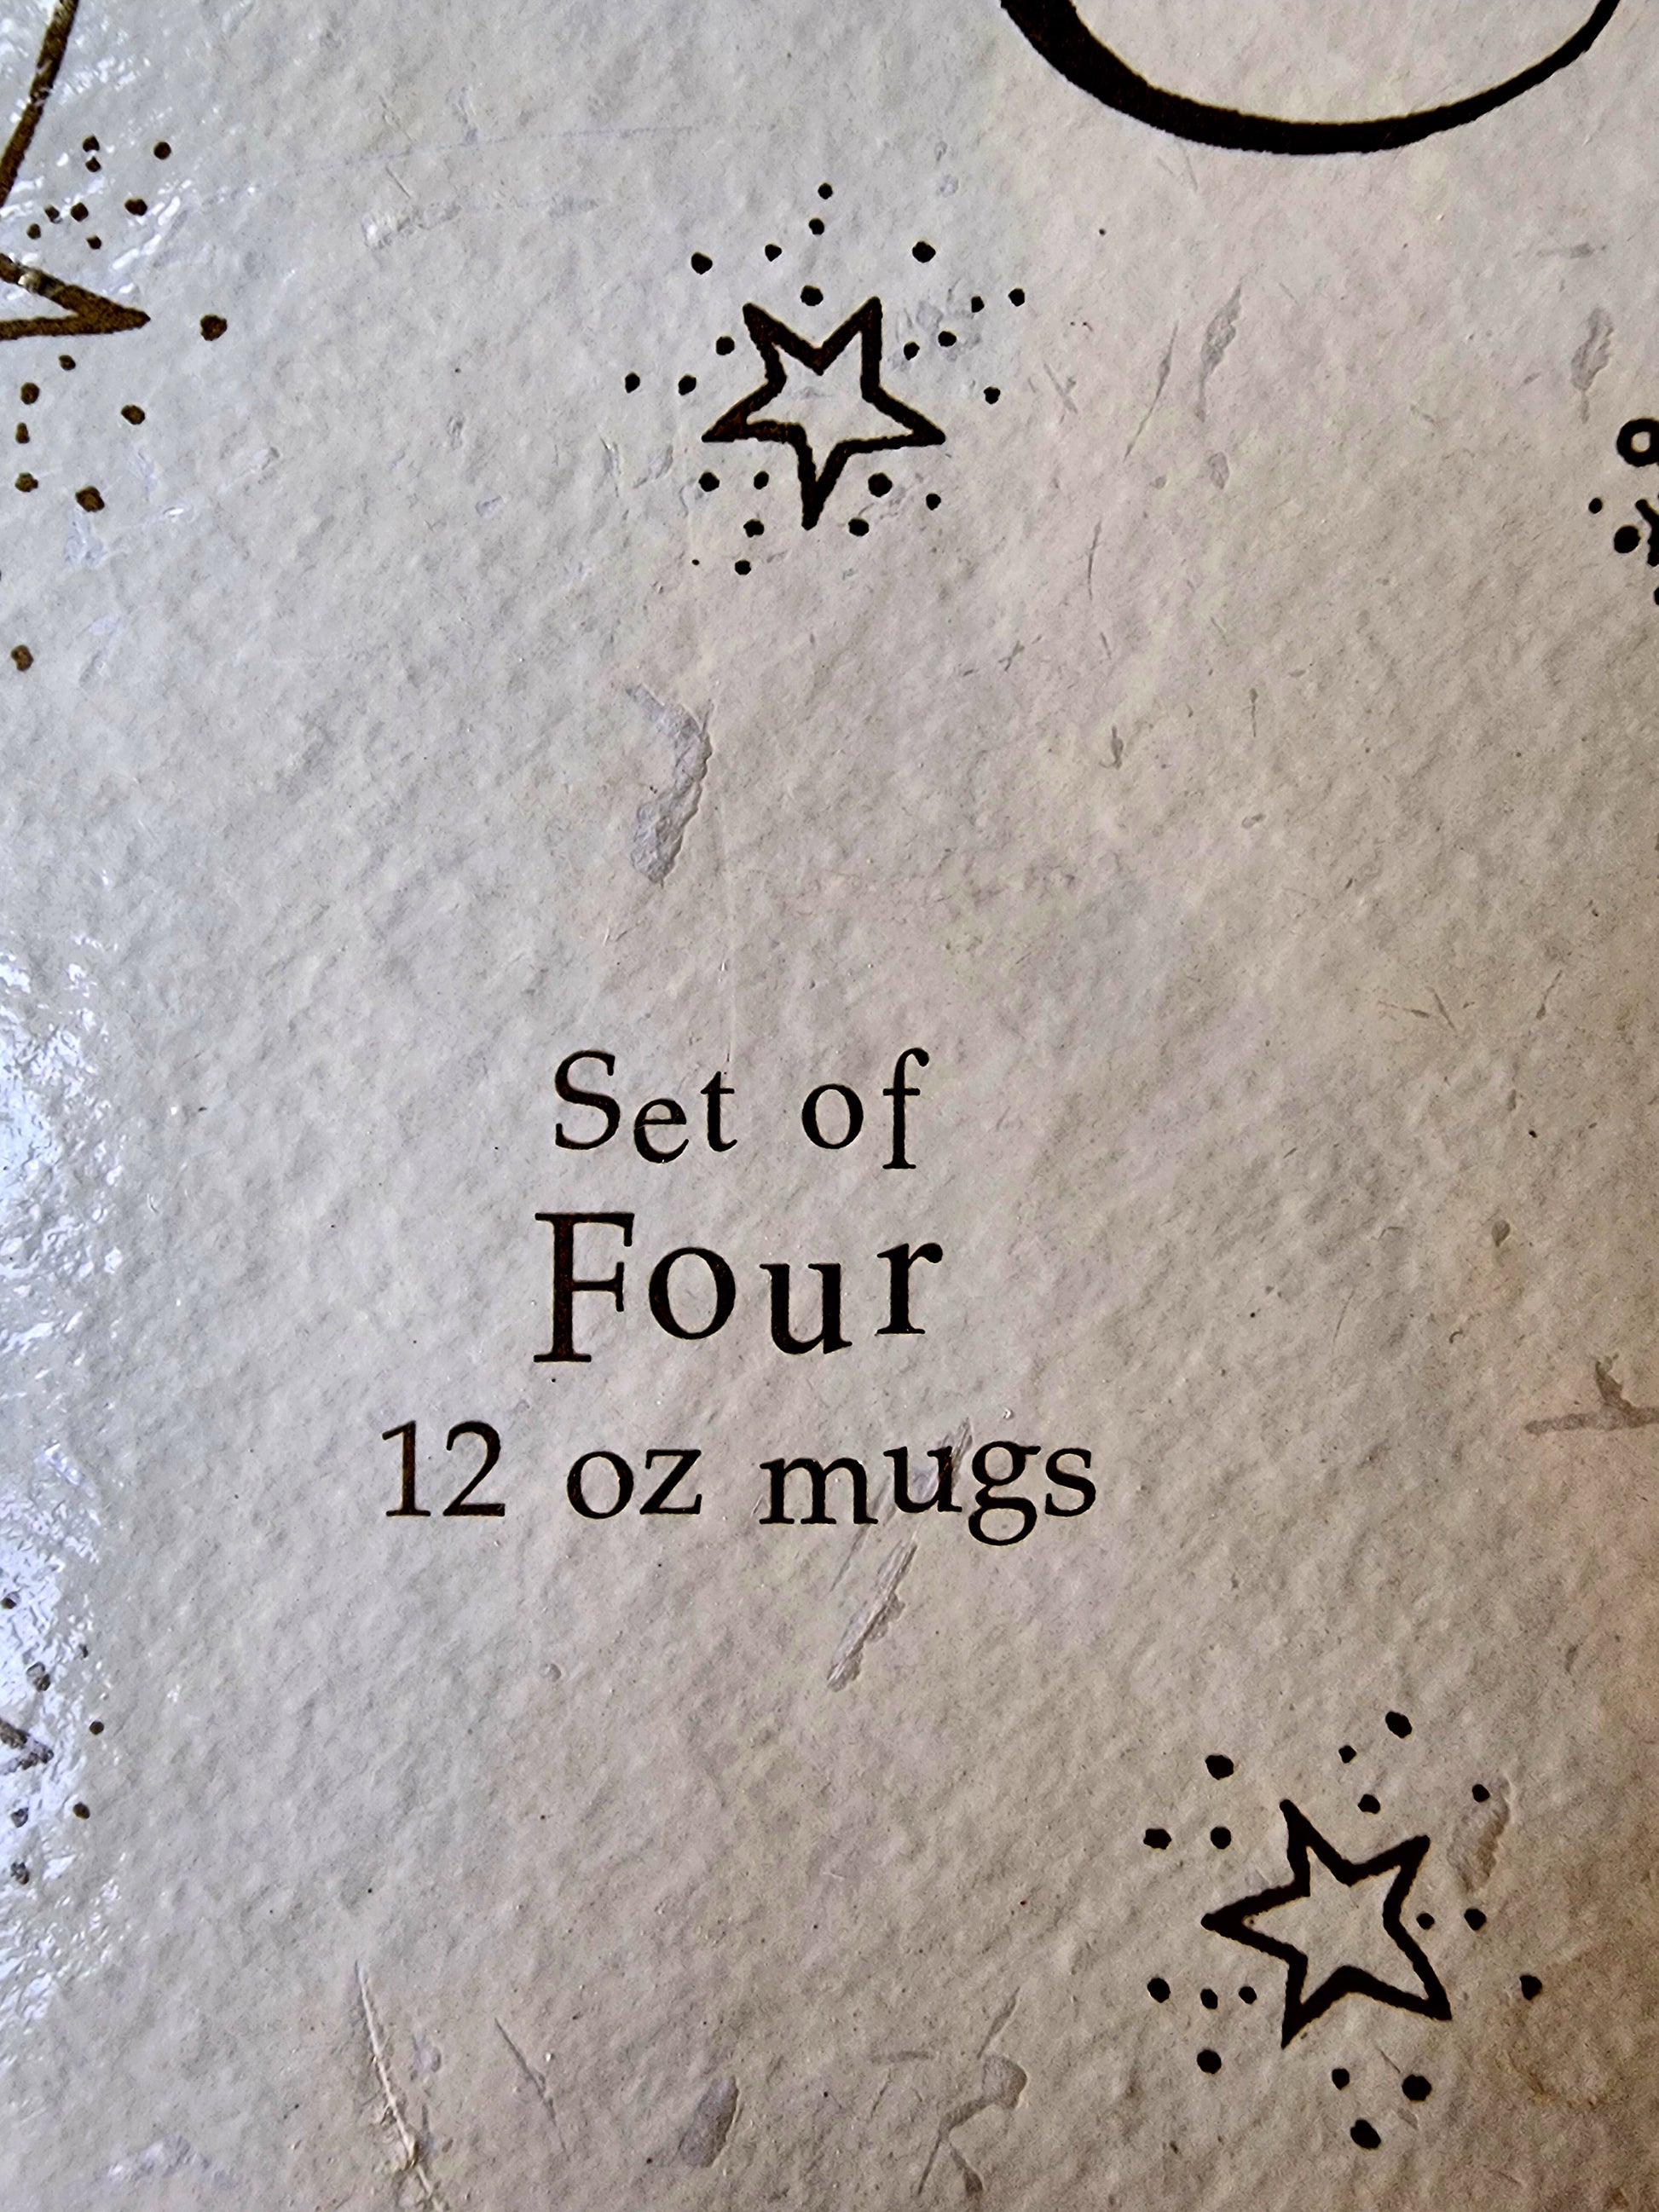 Set of
Four
12 oz mugs